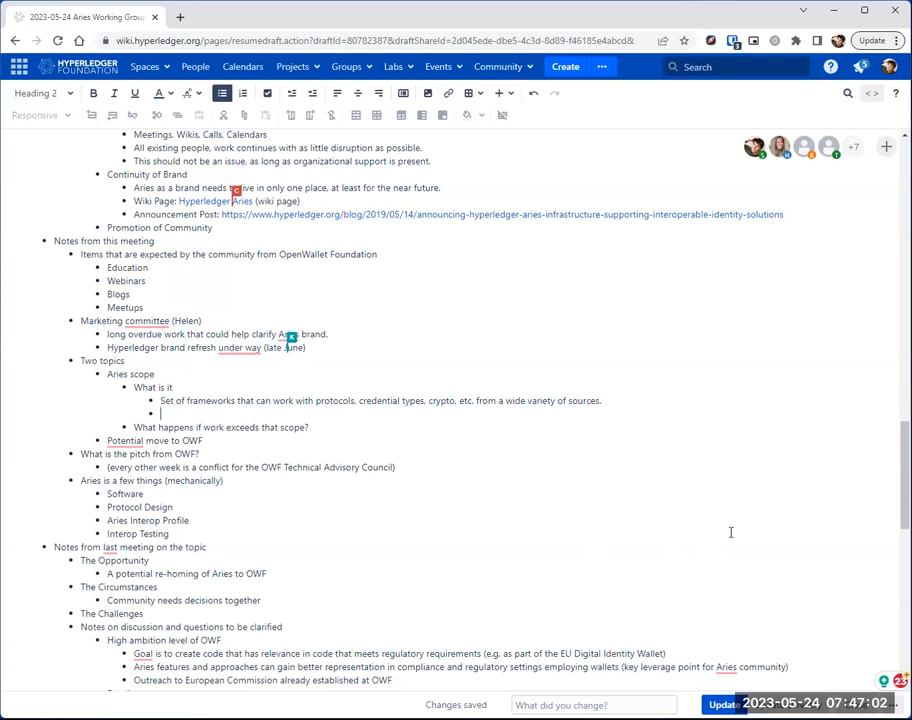 2023-05-24 Aries Working Group
wiki.hyperledger.org/pages/resumedraft.action?draftId=80782387&draftShareId=2d045ede-dbe5-4c3d-8d89-f46185e4abcd&
Update
HYPERLEDGER FOUNDATION Spaces People Calendars Projects Groups Labs Events Community Create Search
Heading 2
Responsive
Meetings, Wikis, Calls, Calendars
All existing people, work continues with as little disruption as possible.
This should not be an issue, as long as organizational support is present.
+7
Continuity of Brand
Aries as a brand needs to live in only one place, at least for the near future.
Wiki Page: Hyperledger Aries (wiki page)
Announcement Post: https://www.hyperledger.org/blog/2019/05/14/announcing-hyperledger-aries-infrastructure-supporting-interoperable-identity-solutions
Promotion of Community
Notes from this meeting
Items that are expected by the community from OpenWallet Foundation
Education
Webinars
Blogs
Meetups
Marketing committee (Helen)
long overdue work that could help clarify Aries brand.
Hyperledger brand refresh under way (late June)
Two topics
Aries scope
What is it
Set of frameworks that can work with protocols, credential types, crypto, etc. from a wide variety of sources.
What happens if work exceeds that scope?
Potential move to OWF
What is the pitch from OWF?
(every other week is a conflict for the OWF Technical Advisory Council)
Aries is a few things (mechanically)
Software
Protocol Design
Aries Interop Profile
Interop Testing
Notes from last meeting on the topic
The Opportunity
A potential re-homing of Aries to OWF
The Circumstances
Community needs decisions together
The Challenges
Notes on discussion and questions to be clarified
High ambition level of OWF
Goal is to create code that has relevance in code that meets regulatory requirements (e.g. as part of the EU Digital Identity Wallet)
Aries features and approaches can gain better representation in compliance and regulatory settings employing wallets (key leverage point for Aries community)
Outreach to European Commission already established at OWF
23
Changes saved
What did you change?
Update
2023-05-24 07:47:02